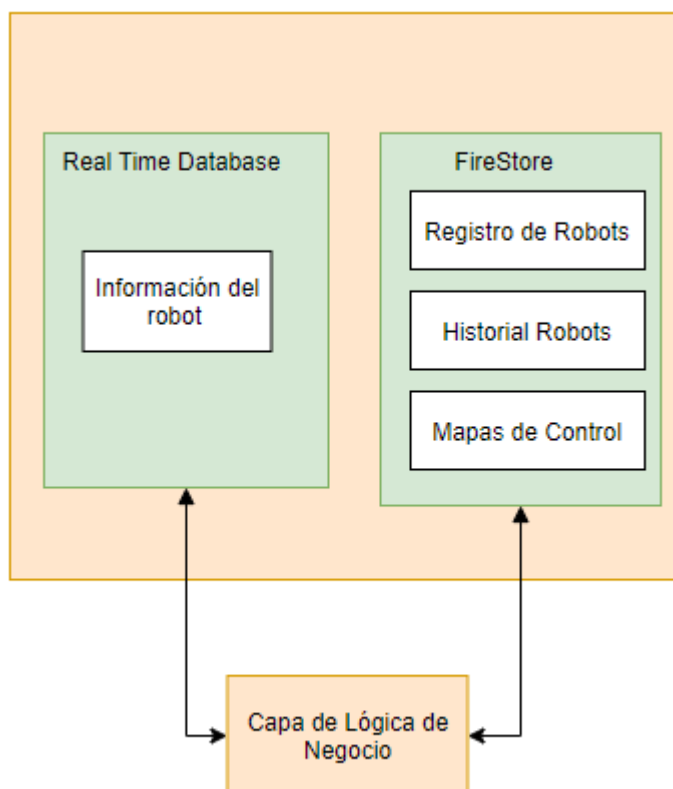 Real Time Database
Información del
robot
FireStore
Registro de Robots
Historial Robots
Mapas de Control
Capa de Lógica de
Negocio